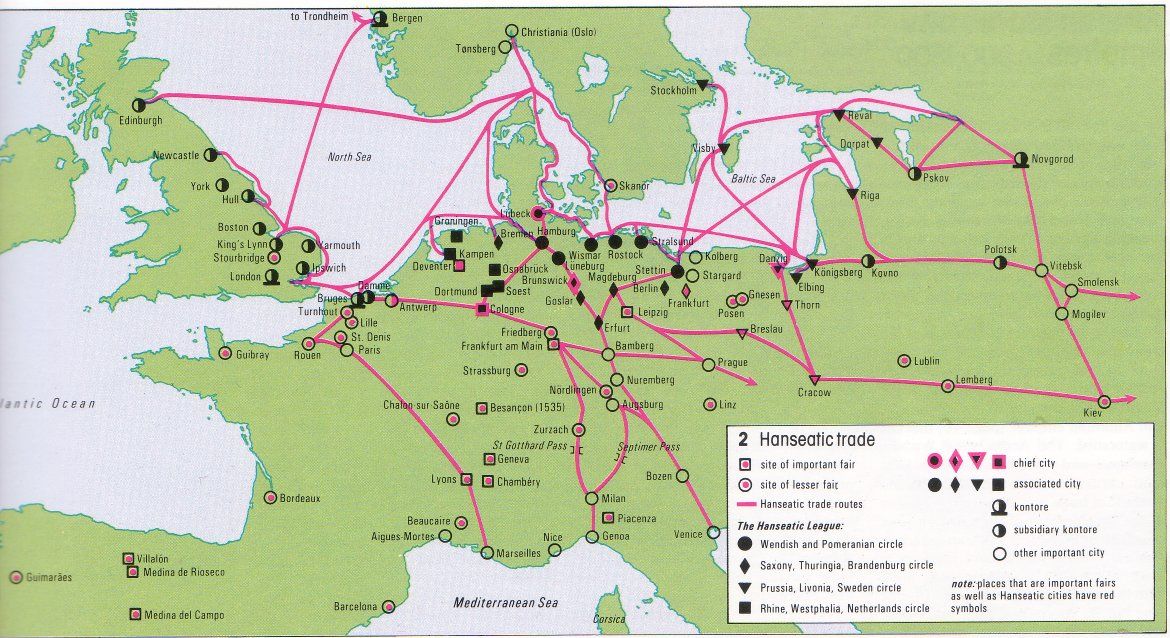 to Trondheim
Bergen
Christiania (Oslo)
Tønsberg
Stockholm
Edinburgh
Reval
Dorpat
Newcastle
North Sea
Visby
Novgorod
Pskov
York
Hull
Skanör
Baltic Sea
Riga
Lübeck
Boston
Groningen
Bremen
Hamburg
King's Lynn
Yarmouth
Stralsund
Stourbridge
Kampen
Wismar
Rostock
Kolberg
Danzig
Polotsk
Deventer
Osnabrück
Lüneburg
Stettin
Königsberg
Kovno
Vitebsk
London
Ipswich
Magdeburg
Stargard
Elbing
Brunswick
Berlin
Damme
Dortmund
Soest
Goslar
Frankfurt
Gnesen
Smolensk
Bruges
Antwerp
Cologne
Posen
Thorn
Turnhout
Leipzig
Mogilev
Lille
Erfurt
Friedberg
Breslau
St. Denis
Guibray
Rouen
Paris
Frankfurt am Main
Bamberg
Prague
Lublin
Strassburg
Nuremberg
Cracow
Lemberg
Nördlingen
lantic Ocean
Chalon-sur-Saône
Besançon (1535)
Augsburg
Linz
Kiev
Zurzach
St Gotthard Pass
Septimer Pass
Geneva
Lyons
Chambéry
Bozen
Bordeaux
Milan
Beaucaire
Piacenza
Aigues-Mortes
Nice
Genoa
Venice
Marseilles
Villalón
Guimarães
Medina de Rioseco
Barcelona
Mediterranean Sea
Medina del Campo
Corsica
2 Hanseatic trade
site of important fair
site of lesser fair
Hanseatic trade routes
The Hanseatic League:
Wendish and Pomeranian circle
Saxony, Thuringia, Brandenburg circle
Prussia, Livonia, Sweden circle
Rhine, Westphalia, Netherlands circle
chief city
associated city
kontore
subsidiary kontore
other important city
note: places that are important fairs
as well as Hanseatic cities have red
symbols